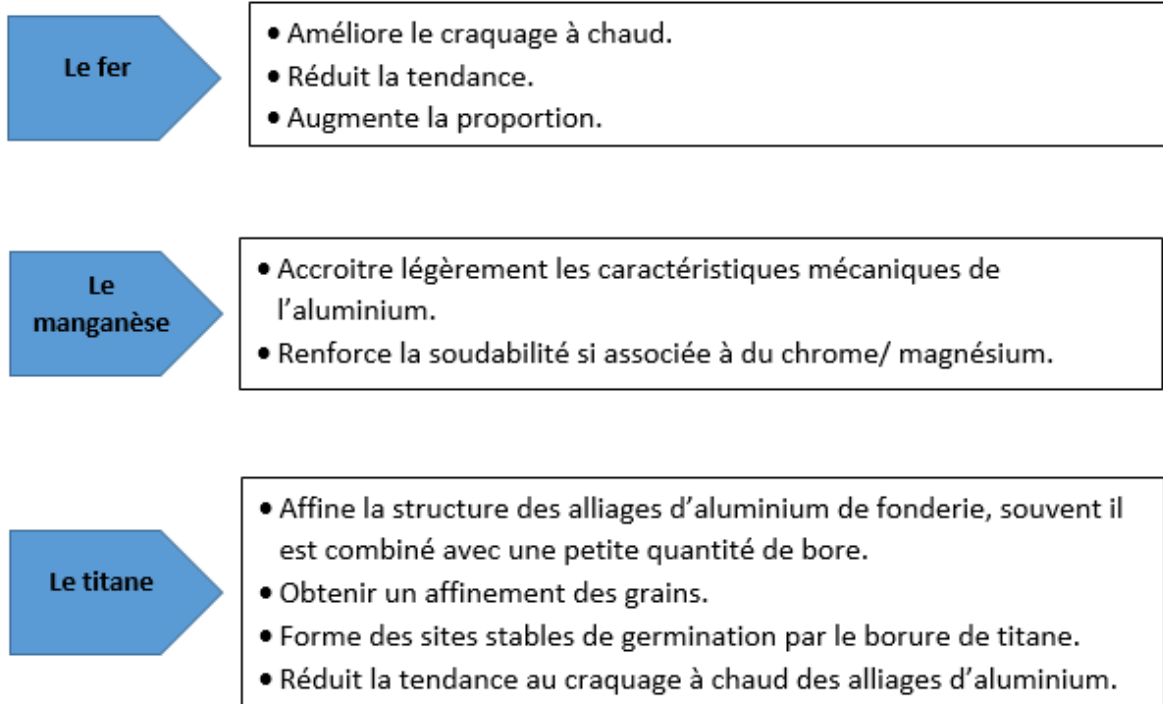 Le fer
• Améliore le craquage à chaud.
• Réduit la tendance.
• Augmente la proportion.
Le
manganèse
• Accroitre légèrement les caractéristiques mécaniques de
l’aluminium.
• Renforce la soudabilité si associée à du chrome/ magnésium.
Le titane
• Affine la structure des alliages d’aluminium de fonderie, souvent il
est combiné avec une petite quantité de bore.
• Obtenir un affinement des grains.
• Forme des sites stables de germination par le borure de titane.
• Réduit la tendance au craquage à chaud des alliages d’aluminium.